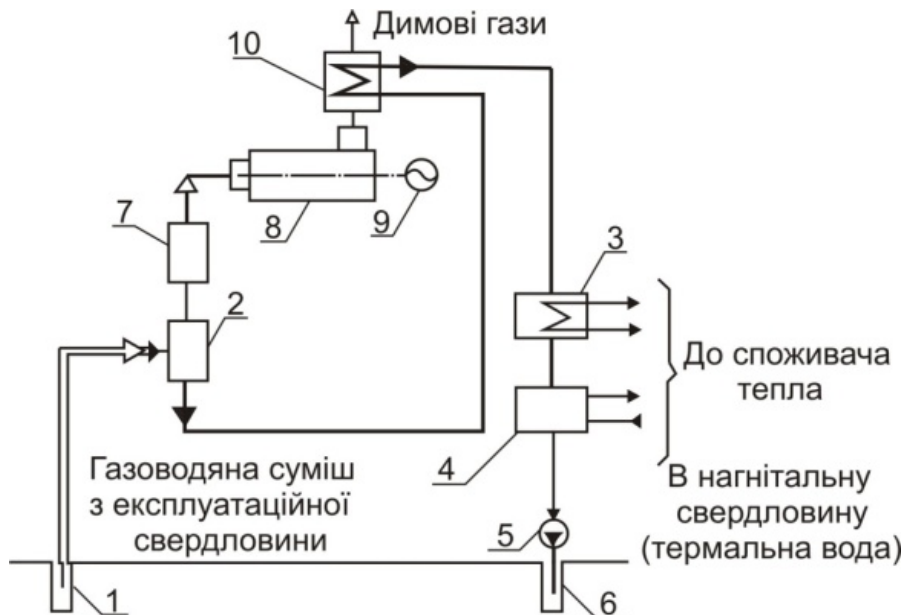 Димові гази
10
7
8
9
3
2
До споживача
тепла
4
Газоводяна суміш
з експлуатаційної
свердловини
В нагнітальну
свердловину
(термальна вода)
5
1
6